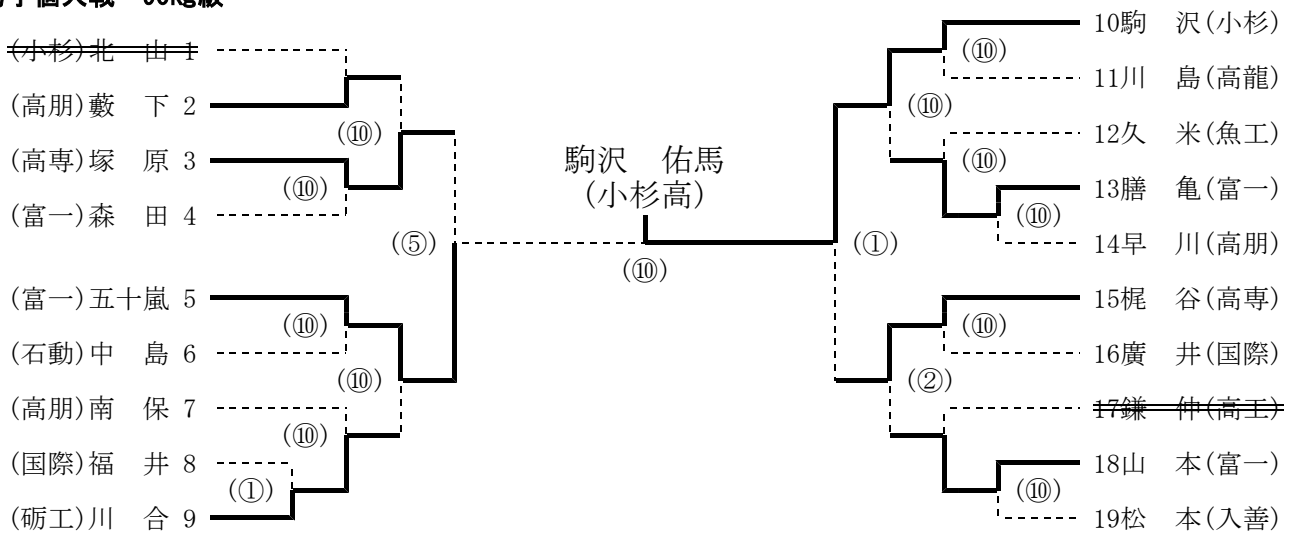 子個人戦 kg級
(小杉)北　山 1
(高朋)藪　下 2
(⑩)
(高専)塚　原 3
(⑩)
(富一)森　田 4
(⑤)
(富一)五十嵐 5
(⑩)
(石動)中　島 6
(⑩)
(高朋)南　保 7
(⑩)
(国際)福　井 8
(①)
(砺工)川　合 9
駒沢　佑馬
(小杉高)
(⑩)
10駒　沢(小杉)
(⑩)
11川　島(高龍)
(⑩)
12久　米(魚工)
(⑩)
13膳　亀(富一)
(⑩)
14早　川(高朋)
(①)
15梶　谷(高専)
(⑩)
16廣　井(国際)
(②)
17鎌　仲(高工)
18山　本(富一)
(⑩)
19松　本(入善)